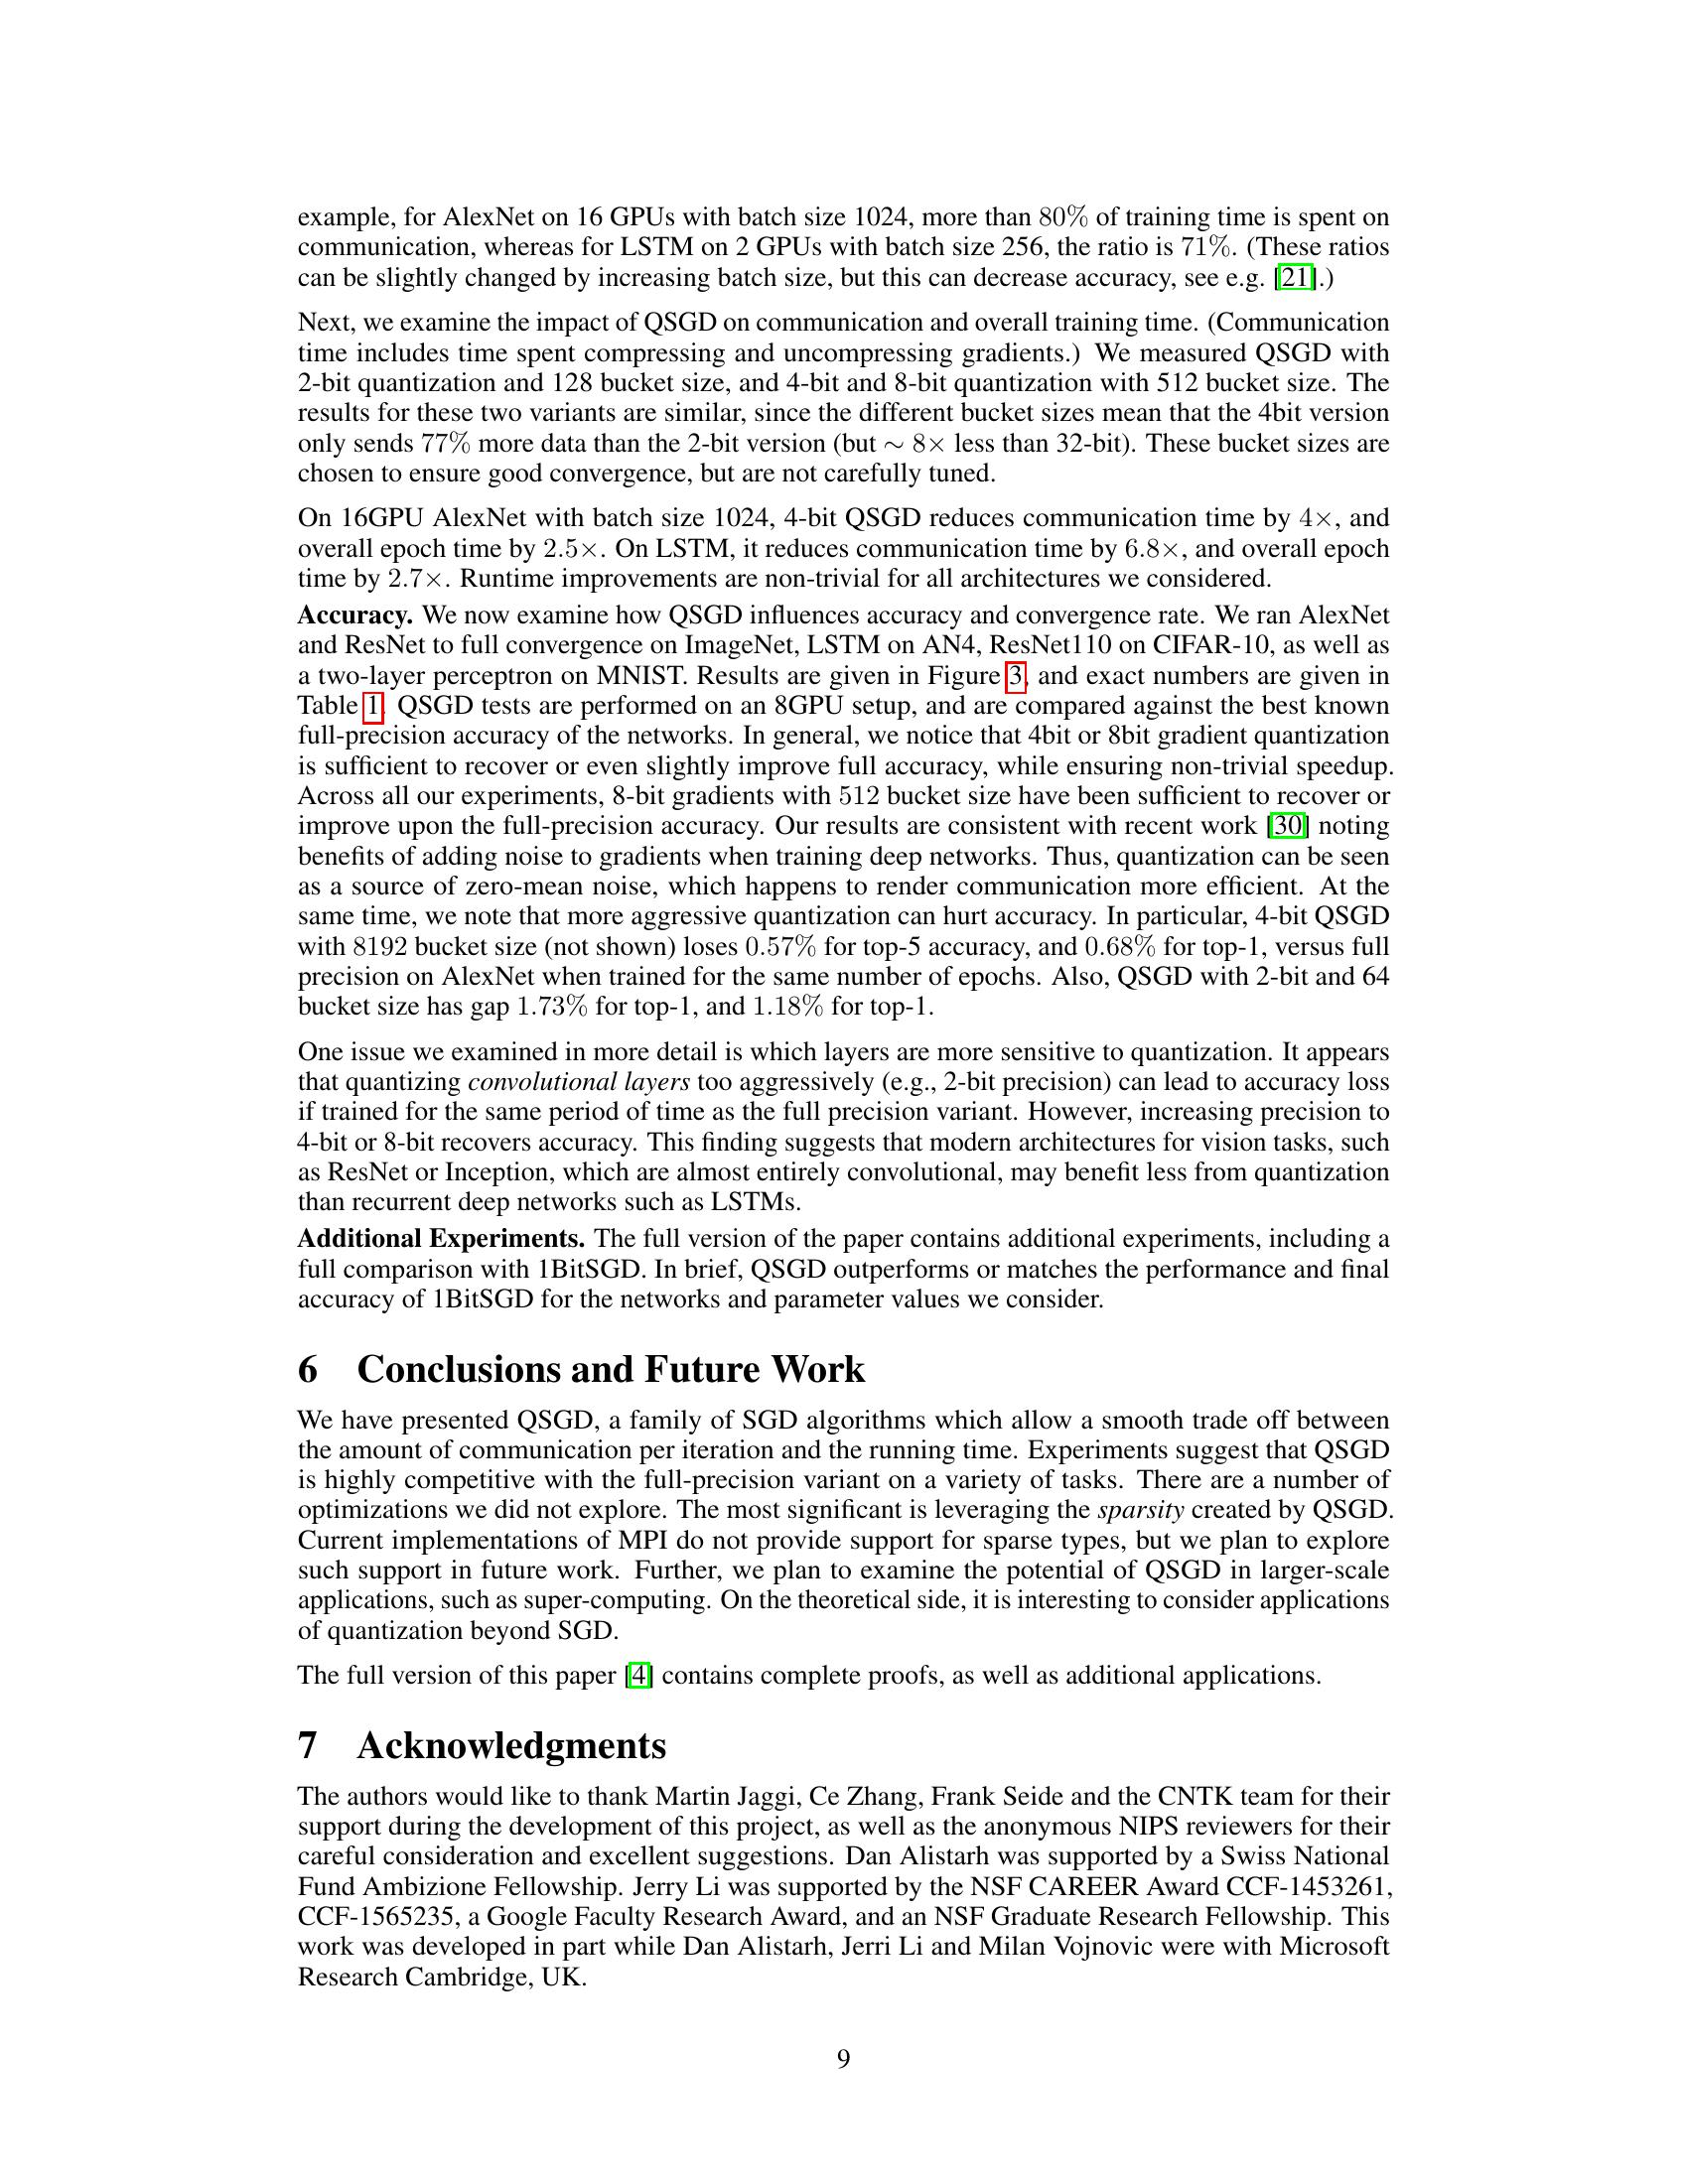 example, for AlexNet on 16 GPUs with batch size 1024, more than 80% of training time is spent on
communication, whereas for LSTM on 2 GPUs with batch size 256, the ratio is 71%. (These ratios
can be slightly changed by increasing batch size, but this can decrease accuracy, see e.g. [21].)
Next, we examine the impact of QSGD on communication and overall training time. (Communication
time includes time spent compressing and uncompressing gradients.) We measured QSGD with
2-bit quantization and 128 bucket size, and 4-bit and 8-bit quantization with 512 bucket size. The
results for these two variants are similar, since the different bucket sizes mean that the 4bit version
only sends 77% more data than the 2-bit version (but ∼ 8× less than 32-bit). These bucket sizes are
chosen to ensure good convergence, but are not carefully tuned.
On 16GPU AlexNet with batch size 1024, 4-bit QSGD reduces communication time by 4×, and
overall epoch time by 2.5×. On LSTM, it reduces communication time by 6.8×, and overall epoch
time by 2.7×. Runtime improvements are non-trivial for all architectures we considered.
Accuracy. We now examine how QSGD influences accuracy and convergence rate. We ran AlexNet
and ResNet to full convergence on ImageNet, LSTM on AN4, ResNet110 on CIFAR-10, as well as
a two-layer perceptron on MNIST. Results are given in Figure 3, and exact numbers are given in
Table 1. QSGD tests are performed on an 8GPU setup, and are compared against the best known
full-precision accuracy of the networks. In general, we notice that 4bit or 8bit gradient quantization
is sufficient to recover or even slightly improve full accuracy, while ensuring non-trivial speedup.
Across all our experiments, 8-bit gradients with 512 bucket size have been sufficient to recover or
improve upon the full-precision accuracy. Our results are consistent with recent work [30] noting
benefits of adding noise to gradients when training deep networks. Thus, quantization can be seen
as a source of zero-mean noise, which happens to render communication more efficient. At the
same time, we note that more aggressive quantization can hurt accuracy. In particular, 4-bit QSGD
with 8192 bucket size (not shown) loses 0.57% for top-5 accuracy, and 0.68% for top-1, versus full
precision on AlexNet when trained for the same number of epochs. Also, QSGD with 2-bit and 64
bucket size has gap 1.73% for top-1, and 1.18% for top-1.
One issue we examined in more detail is which layers are more sensitive to quantization. It appears
that quantizing convolutional layers too aggressively (e.g., 2-bit precision) can lead to accuracy loss
if trained for the same period of time as the full precision variant. However, increasing precision to
4-bit or 8-bit recovers accuracy. This finding suggests that modern architectures for vision tasks, such
as ResNet or Inception, which are almost entirely convolutional, may benefit less from quantization
than recurrent deep networks such as LSTMs.
Additional Experiments. The full version of the paper contains additional experiments, including a
full comparison with 1BitSGD. In brief, QSGD outperforms or matches the performance and final
accuracy of 1BitSGD for the networks and parameter values we consider.
6 Conclusions and Future Work
We have presented QSGD, a family of SGD algorithms which allow a smooth trade off between
the amount of communication per iteration and the running time. Experiments suggest that QSGD
is highly competitive with the full-precision variant on a variety of tasks. There are a number of
optimizations we did not explore. The most significant is leveraging the sparsity created by QSGD.
Current implementations of MPI do not provide support for sparse types, but we plan to explore
such support in future work. Further, we plan to examine the potential of QSGD in larger-scale
applications, such as super-computing. On the theoretical side, it is interesting to consider applications
of quantization beyond SGD.
The full version of this paper [4] contains complete proofs, as well as additional applications.
7 Acknowledgments
The authors would like to thank Martin Jaggi, Ce Zhang, Frank Seide and the CNTK team for their
support during the development of this project, as well as the anonymous NIPS reviewers for their
careful consideration and excellent suggestions. Dan Alistarh was supported by a Swiss National
Fund Ambizione Fellowship. Jerry Li was supported by the NSF CAREER Award CCF-1453261,
CCF-1565235, a Google Faculty Research Award, and an NSF Graduate Research Fellowship. This
work was developed in part while Dan Alistarh, Jerri Li and Milan Vojnovic were with Microsoft
Research Cambridge, UK.
9